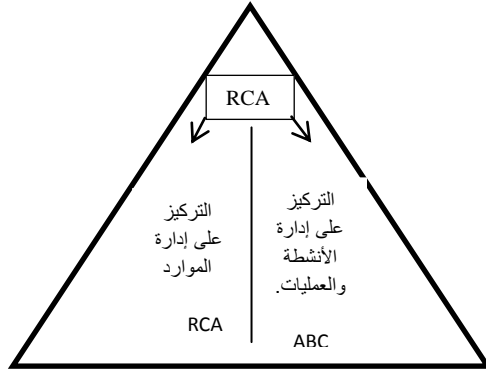 RCA
التركيز
على إدارة
الأنشطة
والعمليات.
ABC
التركيز
على إدارة
الموارد
RCA